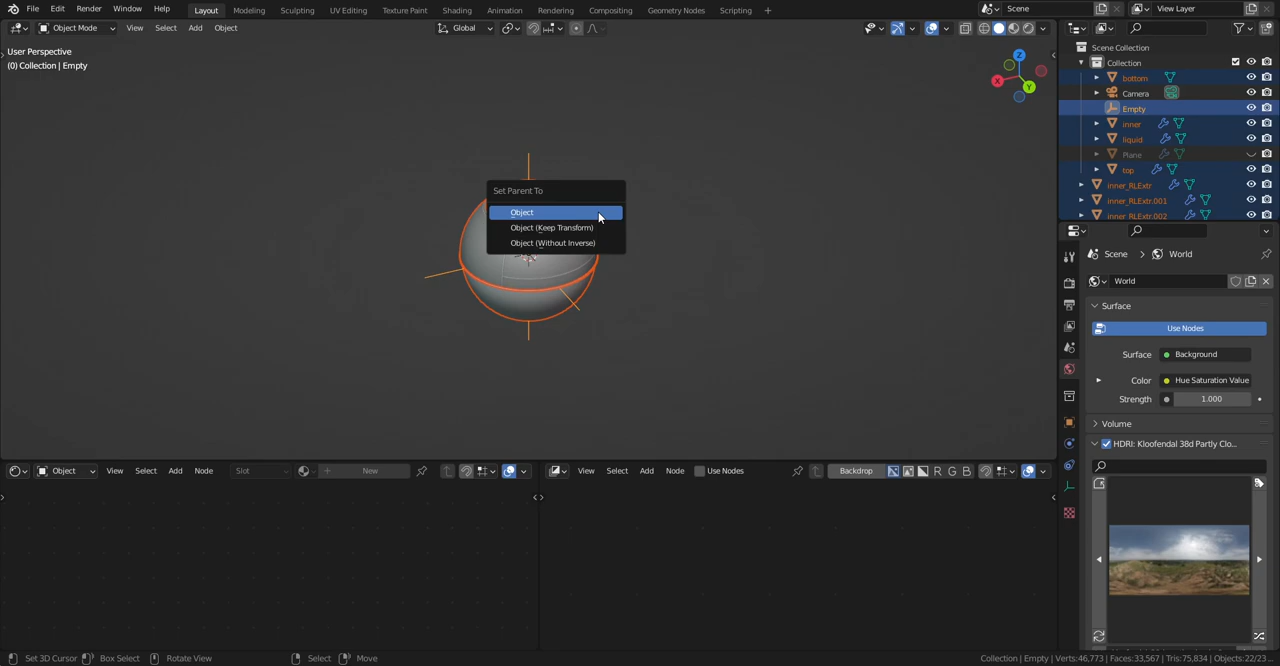 File Edit Render Window Help Layout Modeling Sculpting UV Editing Texture Paint Shading Animation Rendering Compositing Geometry Nodes Scripting + Scene View Layer
Object Mode View Select Add Object Global
User Perspective
(0) Collection | Empty
Z
X
Y
Scene Collection
Collection
bottom
Camera
Empty
inner
liquid
Plane
top
inner_RLExtr
inner_RLExtr.001
inner_RLExtr.002
Set Parent To
Object
Object (Keep Transform)
Object (Without Inverse)
Scene > World
World
Surface
Use Nodes
Surface Background
Color Hue Saturation Value
Strength 1.000
Volume
HDRI: Kloofendal 38d Partly Clo...
Object View Select Add Node Slot New
View Select Add Node Use Nodes Backdrop R G B
Set 3D Cursor Box Select Rotate View Select Move
Collection | Empty | Verts:46,773 | Faces:33,567 | Tris:75,834 | Objects:22/23...